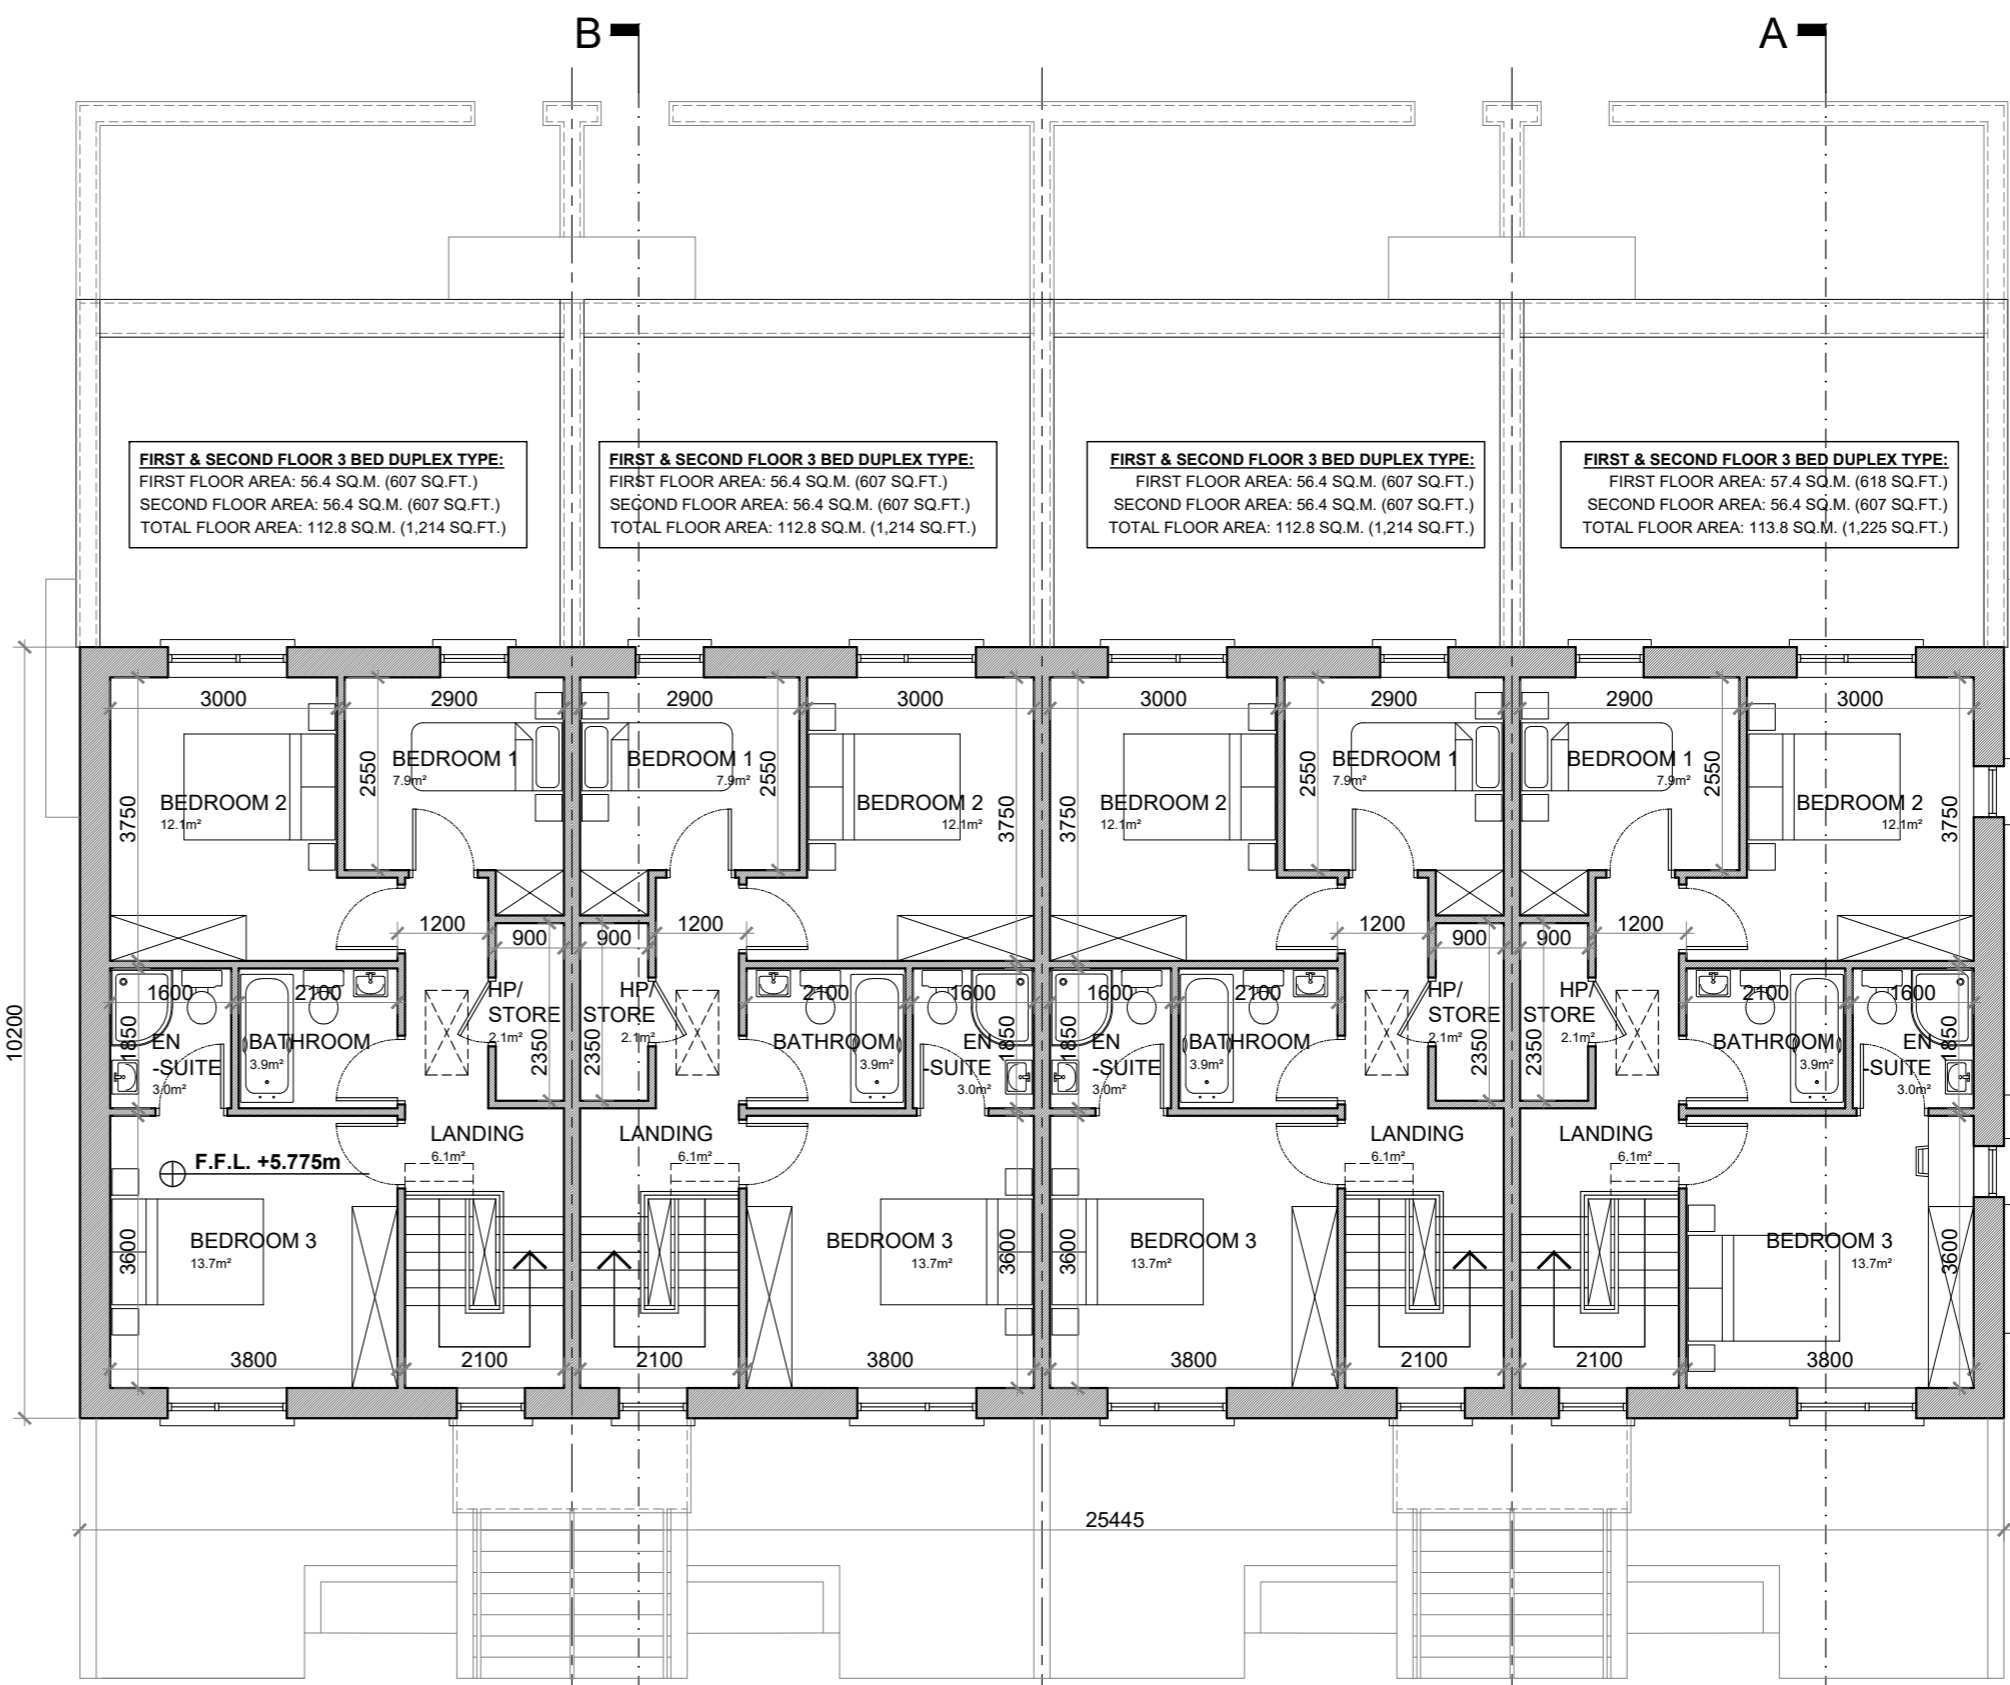 B
A
FIRST & SECOND FLOOR 3 BED DUPLEX TYPE:
FIRST FLOOR AREA: 56.4 SQ.M. (607 SQ.FT.)
SECOND FLOOR AREA: 56.4 SQ.M. (607 SQ.FT.)
TOTAL FLOOR AREA: 112.8 SQ.M. (1,214 SQ.FT.)
FIRST & SECOND FLOOR 3 BED DUPLEX TYPE:
FIRST FLOOR AREA: 56.4 SQ.M. (607 SQ.FT.)
SECOND FLOOR AREA: 56.4 SQ.M. (607 SQ.FT.)
TOTAL FLOOR AREA: 112.8 SQ.M. (1,214 SQ.FT.)
FIRST & SECOND FLOOR 3 BED DUPLEX TYPE:
FIRST FLOOR AREA: 56.4 SQ.M. (607 SQ.FT.)
SECOND FLOOR AREA: 56.4 SQ.M. (607 SQ.FT.)
TOTAL FLOOR AREA: 112.8 SQ.M. (1,214 SQ.FT.)
FIRST & SECOND FLOOR 3 BED DUPLEX TYPE:
FIRST FLOOR AREA: 57.4 SQ.M. (618 SQ.FT.)
SECOND FLOOR AREA: 56.4 SQ.M. (607 SQ.FT.)
TOTAL FLOOR AREA: 113.8 SQ.M. (1,225 SQ.FT.)
10200
3000
2900
2550
BEDROOM 1
7.9m²
3750
BEDROOM 2
12.1m²
1200
900
1600
2100
HP/
STORE
2.1m²
2350
1850
EN
-SUITE
3.0m²
BATHROOM
3.9m²
LANDING
6.1m²
F.F.L. +5.775m
3600
BEDROOM 3
13.7m²
3800
2100
2900
3000
BEDROOM 1
7.9m²
2550
BEDROOM 2
12.1m²
3750
900
1200
HP/
STORE
2.1m²
2350
2100
1600
BATHROOM
3.9m²
EN
-SUITE
3.0m²
1850
LANDING
6.1m²
BEDROOM 3
13.7m²
3600
2100
3800
3000
2900
2550
BEDROOM 1
7.9m²
3750
BEDROOM 2
12.1m²
1200
900
1600
2100
HP/
STORE
2.1m²
2350
1850
EN
-SUITE
3.0m²
BATHROOM
3.9m²
LANDING
6.1m²
3600
BEDROOM 3
13.7m²
3800
2100
2900
3000
BEDROOM 1
7.9m²
2550
BEDROOM 2
12.1m²
3750
900
1200
HP/
STORE
2.1m²
2350
2100
1600
BATHROOM
3.9m²
EN
-SUITE
3.0m²
1850
LANDING
6.1m²
BEDROOM 3
13.7m²
3600
2100
3800
25445